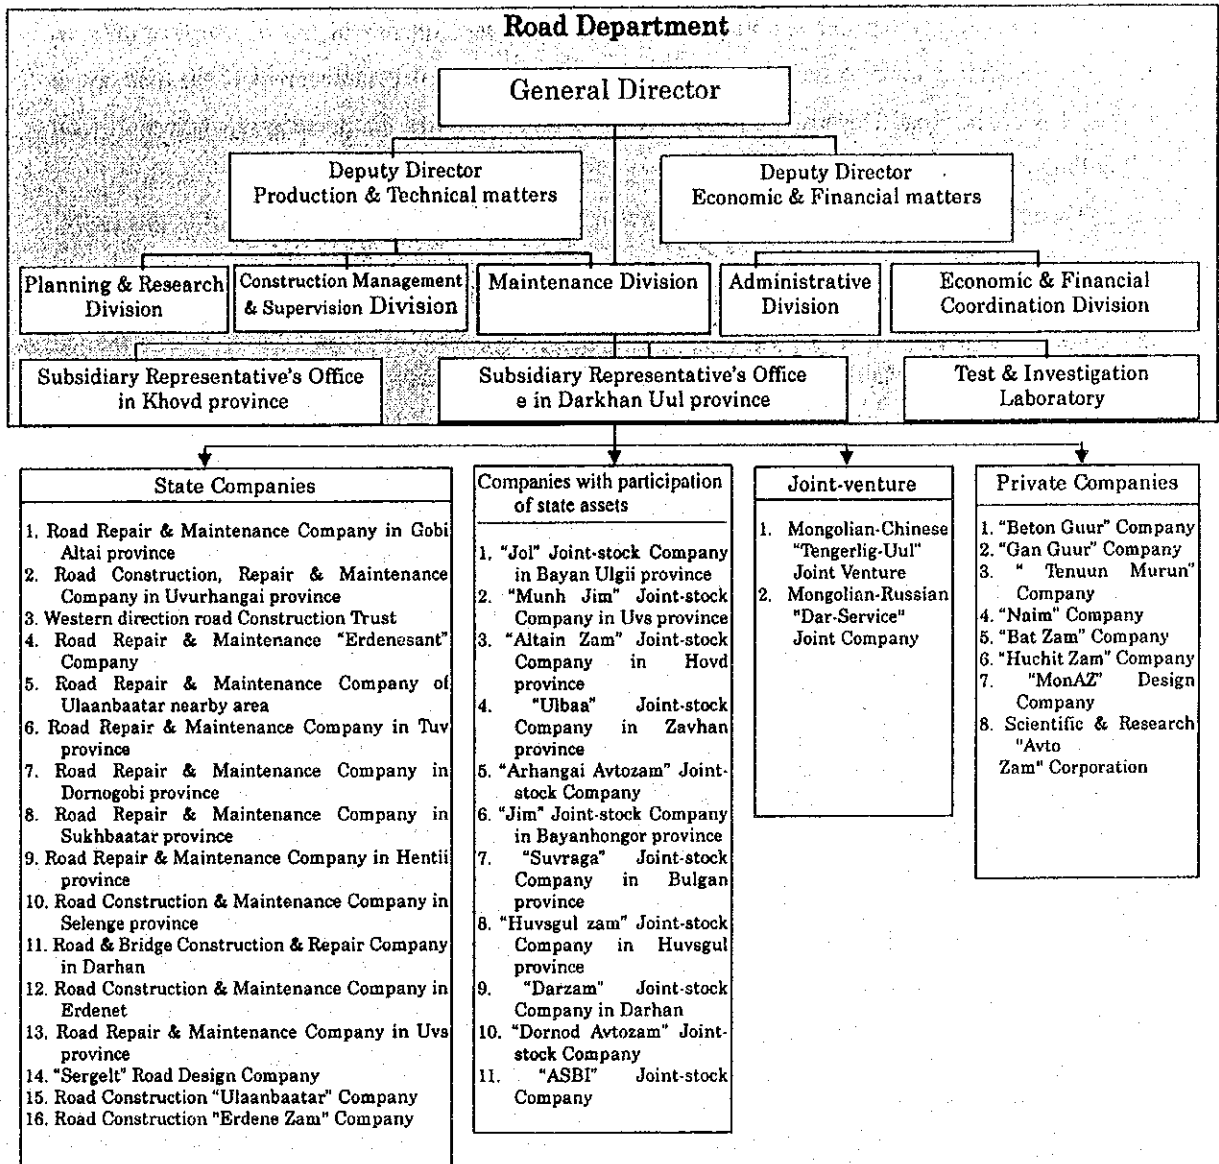 Road Department
General Director
Deputy Director
Production & Technical matters
Deputy Director
Economic & Financial matters
Planning & Research
Division
Construction Management
& Supervision Division
Maintenance Division
Administrative
Division
Economic & Financial
Coordination Division
Subsidiary Representative's Office
in Khovd province
Subsidiary Representative's Office
e in Darkhan Uul province
Test & Investigation
Laboratory
State Companies
1. Road Repair & Maintenance Company in Gobi
Altai province
2. Road Construction, Repair & Maintenance
Company in Uvurhangai province
3. Western direction road Construction Trust
4. Road Repair & Maintenance "Erdenesant"
Company
5. Road Repair & Maintenance Company of
Ulaanbaatar nearby area
6. Road Repair & Maintenance Company in Tuv
province
7. Road Repair & Maintenance Company in
Dornogobi province
8. Road Repair & Maintenance Company in
Sukhbaatar province
9. Road Repair & Maintenance Company in Hentii
province
10. Road Construction & Maintenance Company in
Selenge province
11. Road & Bridge Construction & Repair Company
in Darhan
12. Road Construction & Maintenance Company in
Erdenet
13. Road Repair & Maintenance Company in Uvs
province
14. "Sergelt" Road Design Company
15. Road Construction "Ulaanbaatar" Company
16. Road Construction "Erdene Zam" Company
Companies with participation
of state assets
1. "Jol" Joint-stock Company
in Bayan Ulgii province
2. "Munh Jim" Joint-stock
Company in Uvs province
3. "Altain Zam" Joint-stock
Company in Hovd
province
4. "Ulbaa" Joint-stock
Company in Zavhan
province
5. "Arhangai Avtozam" Joint-
stock Company
6. "Jim" Joint-stock Company
in Bayanhongor province
7. "Suvraga" Joint-stock
Company in Bulgan
province
8. "Huvsgul zam" Joint-stock
Company in Huvsgul
province
9. "Darzam" Joint-stock
Company in Darhan
10. "Dornod Avtozam" Joint-
stock Company
11. "ASBI" Joint-stock
Company
Joint-venture
1. Mongolian-Chinese
"Tengerlig-Uul"
Joint Venture
2. Mongolian-Russian
"Dar-Service"
Joint Company
Private Companies
1. "Beton Guur" Company
2. "Gan Guur" Company
3. " Tenuun Murun"
Company
4. "Naim" Company
5. "Bat Zam" Company
6. "Huchit Zam" Company
7. "MonAZ" Design
Company
8. Scientific & Research
"Avto
Zam" Corporation